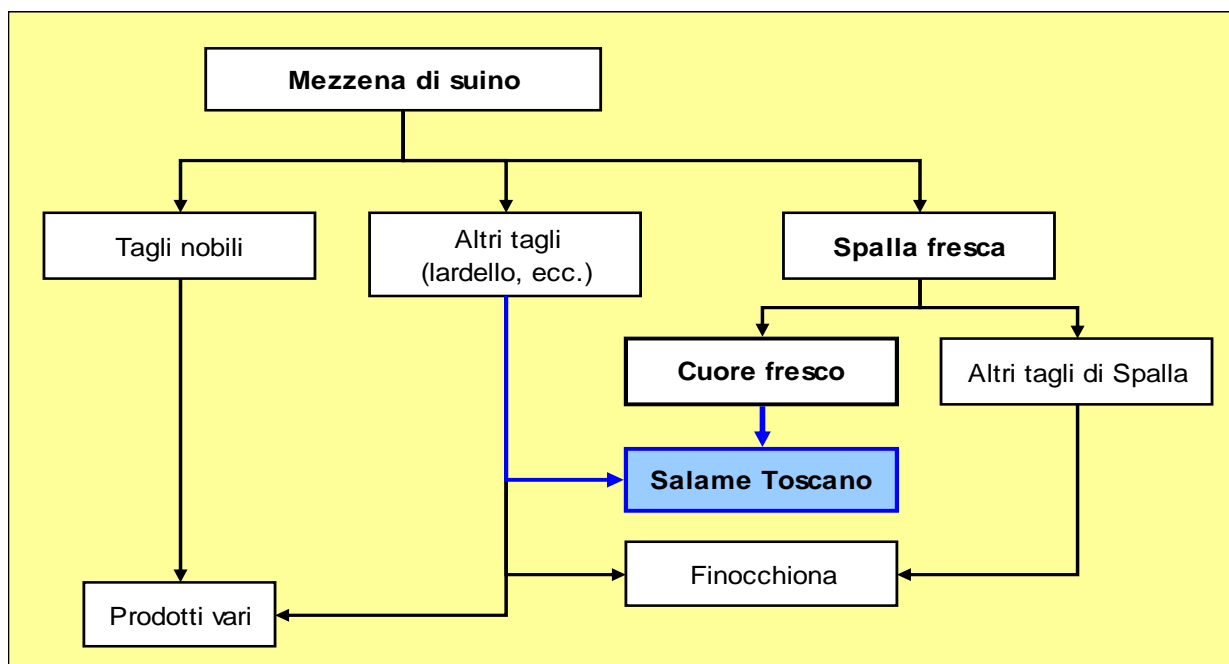 Mezzena di suino
Tagli nobili
Altri tagli
(lardello, ecc.)
Spalla fresca
Cuore fresco
Altri tagli di Spalla
Salame Toscano
Finocchiona
Prodotti vari